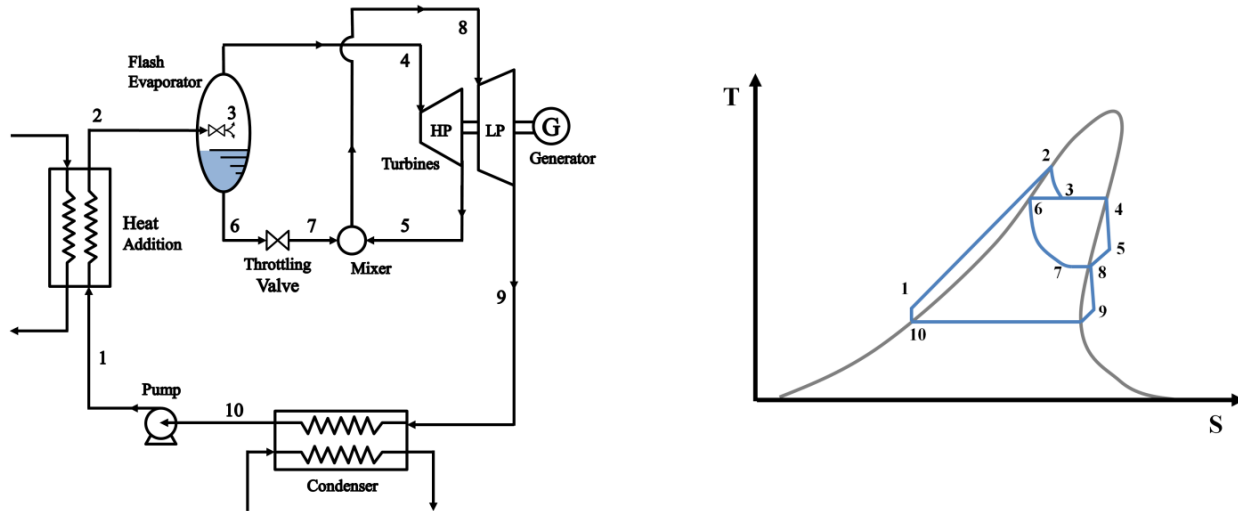 8
Flash
Evaporator
4
2
3
HP
LP
G
Generator
Turbines
Heat
Addition
6
7
5
Throttling
Valve
Mixer
9
1
Pump
10
Condenser
T
2
3
6
4
5
7
8
1
9
10
S